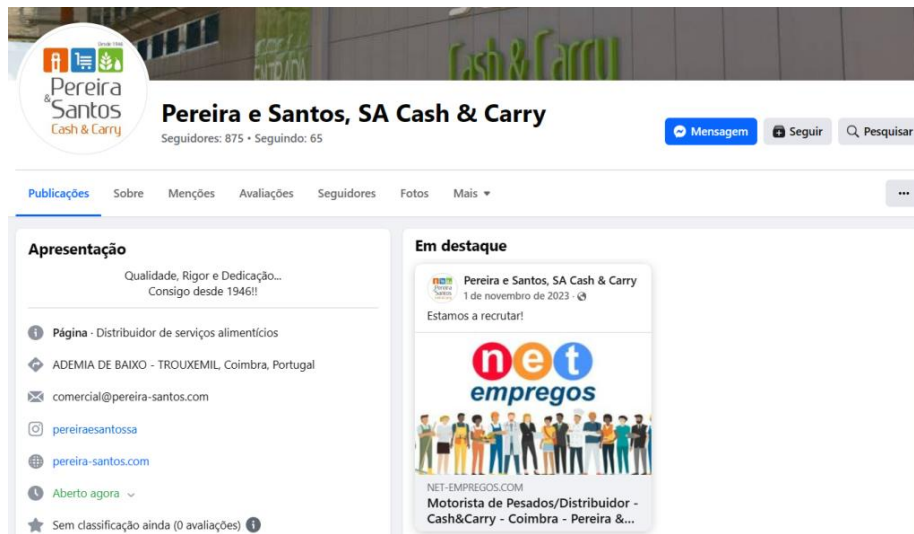 ENTRADA
Cash & Carry
Desde 1946
Pereira
&Santos
Cash & Carry
Pereira e Santos, SA Cash & Carry
Seguidores: 875 • Seguindo: 65
Mensagem
Seguir
Pesquisar
Publicações
Sobre
Menções
Avaliações
Seguidores
Fotos
Mais
...
Apresentação
Qualidade, Rigor e Dedicação...
Consigo desde 1946!!
Página · Distribuidor de serviços alimentícios
ADEMIA DE BAIXO - TROUXEMIL, Coimbra, Portugal
comercial@pereira-santos.com
pereiraesantossa
pereira-santos.com
Aberto agora
Sem classificação ainda (0 avaliações)
Em destaque
Pereira e Santos, SA Cash & Carry
1 de novembro de 2023 ·
Estamos a recrutar!
net
empregos
NET-EMPREGOS.COM
Motorista de Pesados/Distribuidor -
Cash&Carry - Coimbra - Pereira &...